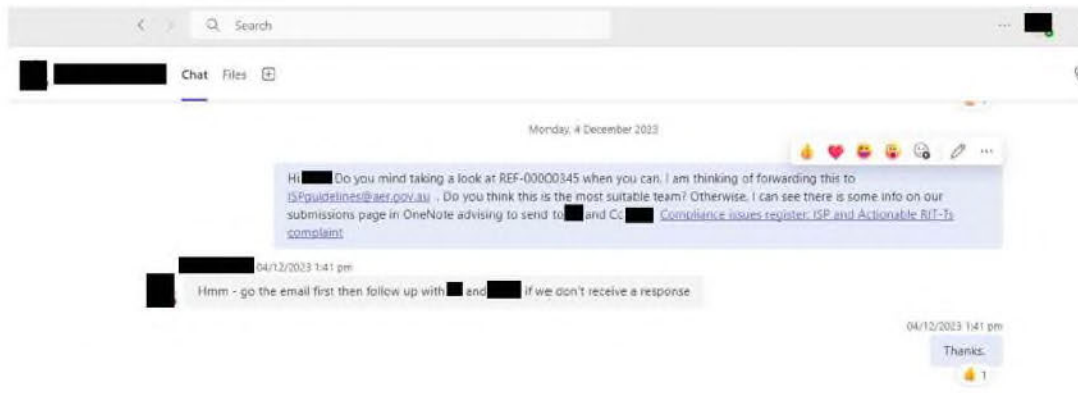 Search
Chat Files
Monday, 4 December 2023
Hi Do you mind taking a look at REF-00000345 when you can. I am thinking of forwarding this to
ISPguidelines@aer.gov.au . Do you think this is the most suitable team? Otherwise, I can see there is some info on our
submissions page in OneNote advising to send to and Cc Compliance issues register: ISP and Actionable RIT-Ts
complaint
04/12/2023 1:41 pm
Hmm - go the email first then follow up with and if we don't receive a response
04/12/2023 1:41 pm
Thanks.
1